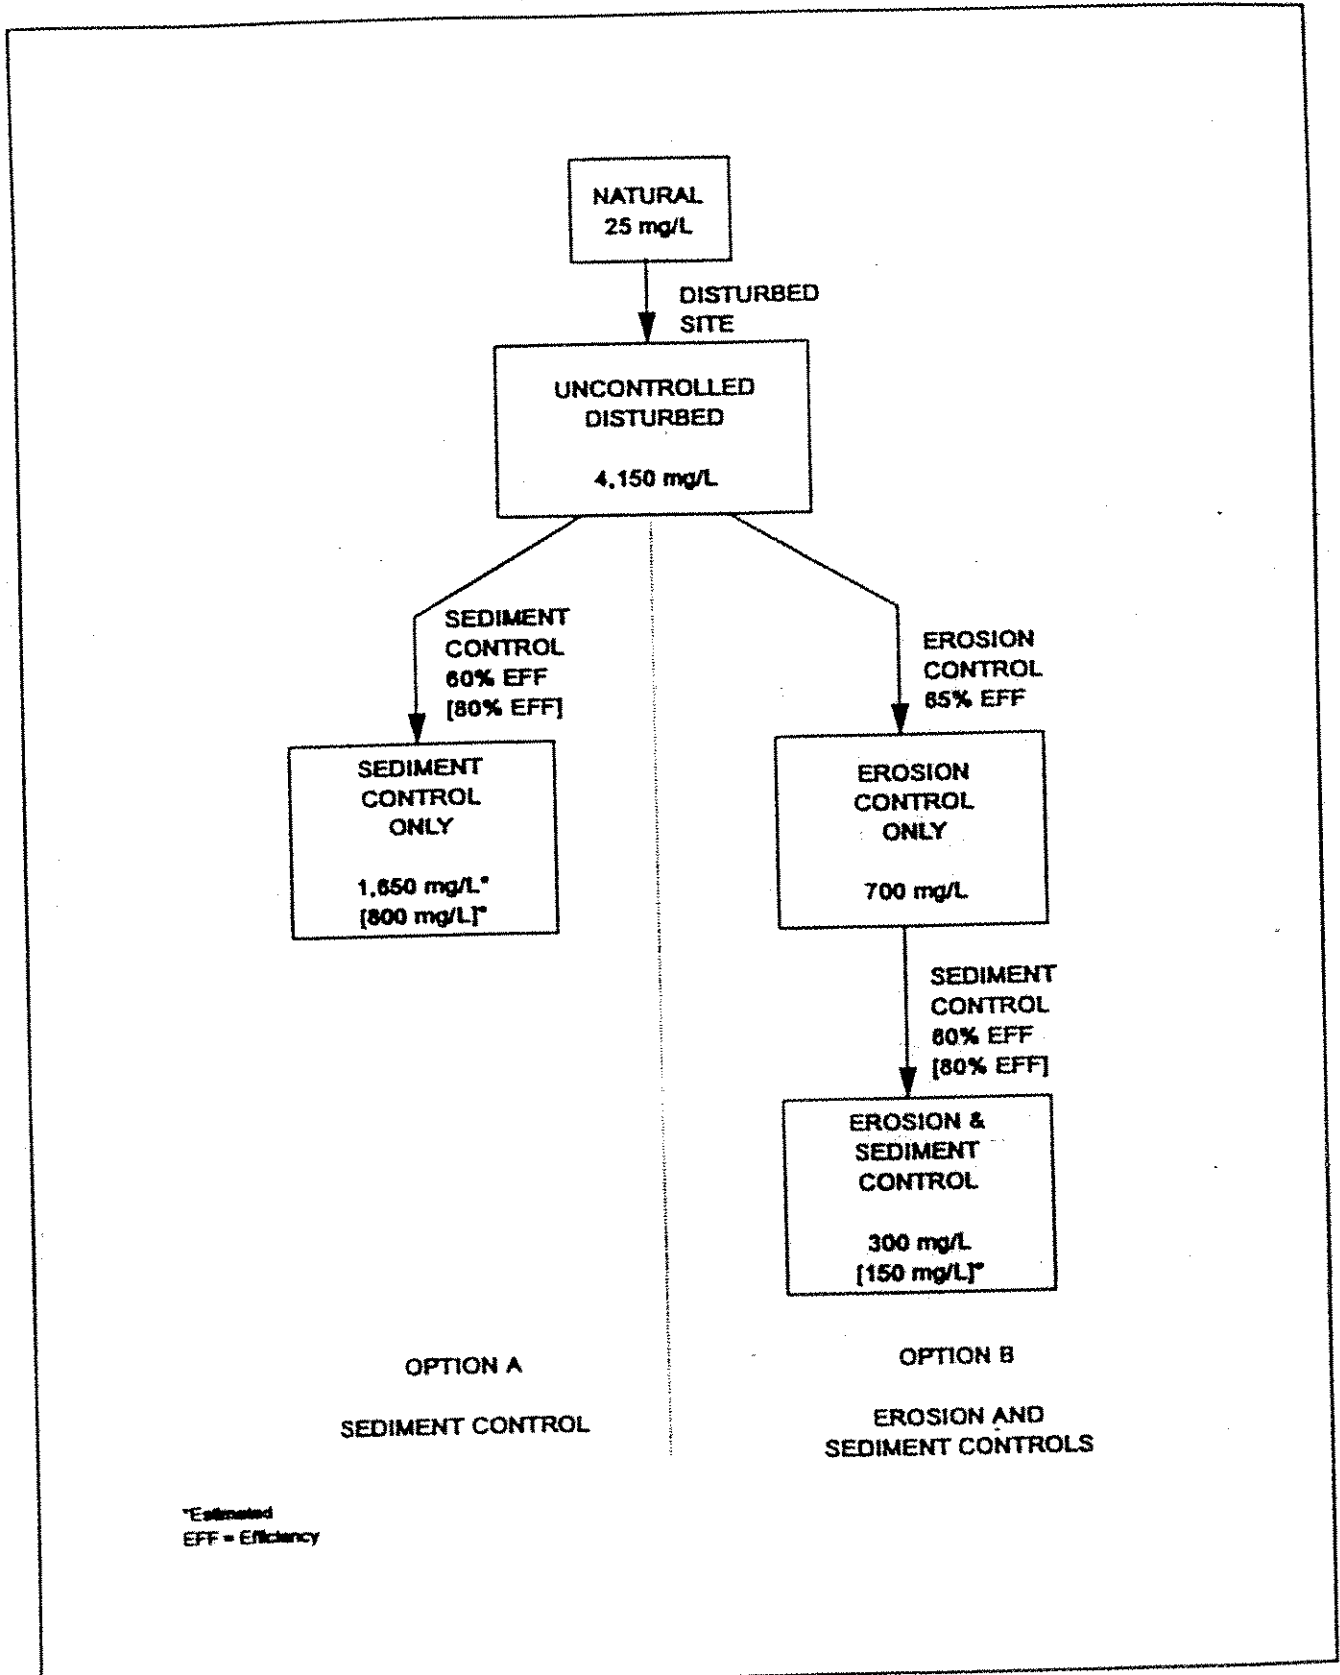 NATURAL
25 mg/L
DISTURBED
SITE
UNCONTROLLED
DISTURBED
4,150 mg/L
SEDIMENT
CONTROL
60% EFF
[80% EFF]
EROSION
CONTROL
85% EFF
SEDIMENT
CONTROL
ONLY
1,650 mg/L*
[800 mg/L]*
EROSION
CONTROL
ONLY
700 mg/L
SEDIMENT
CONTROL
60% EFF
[80% EFF]
EROSION &
SEDIMENT
CONTROL
300 mg/L
[150 mg/L]*
OPTION A
SEDIMENT CONTROL
OPTION B
EROSION AND
SEDIMENT CONTROLS
*Estimated
EFF = Efficiency